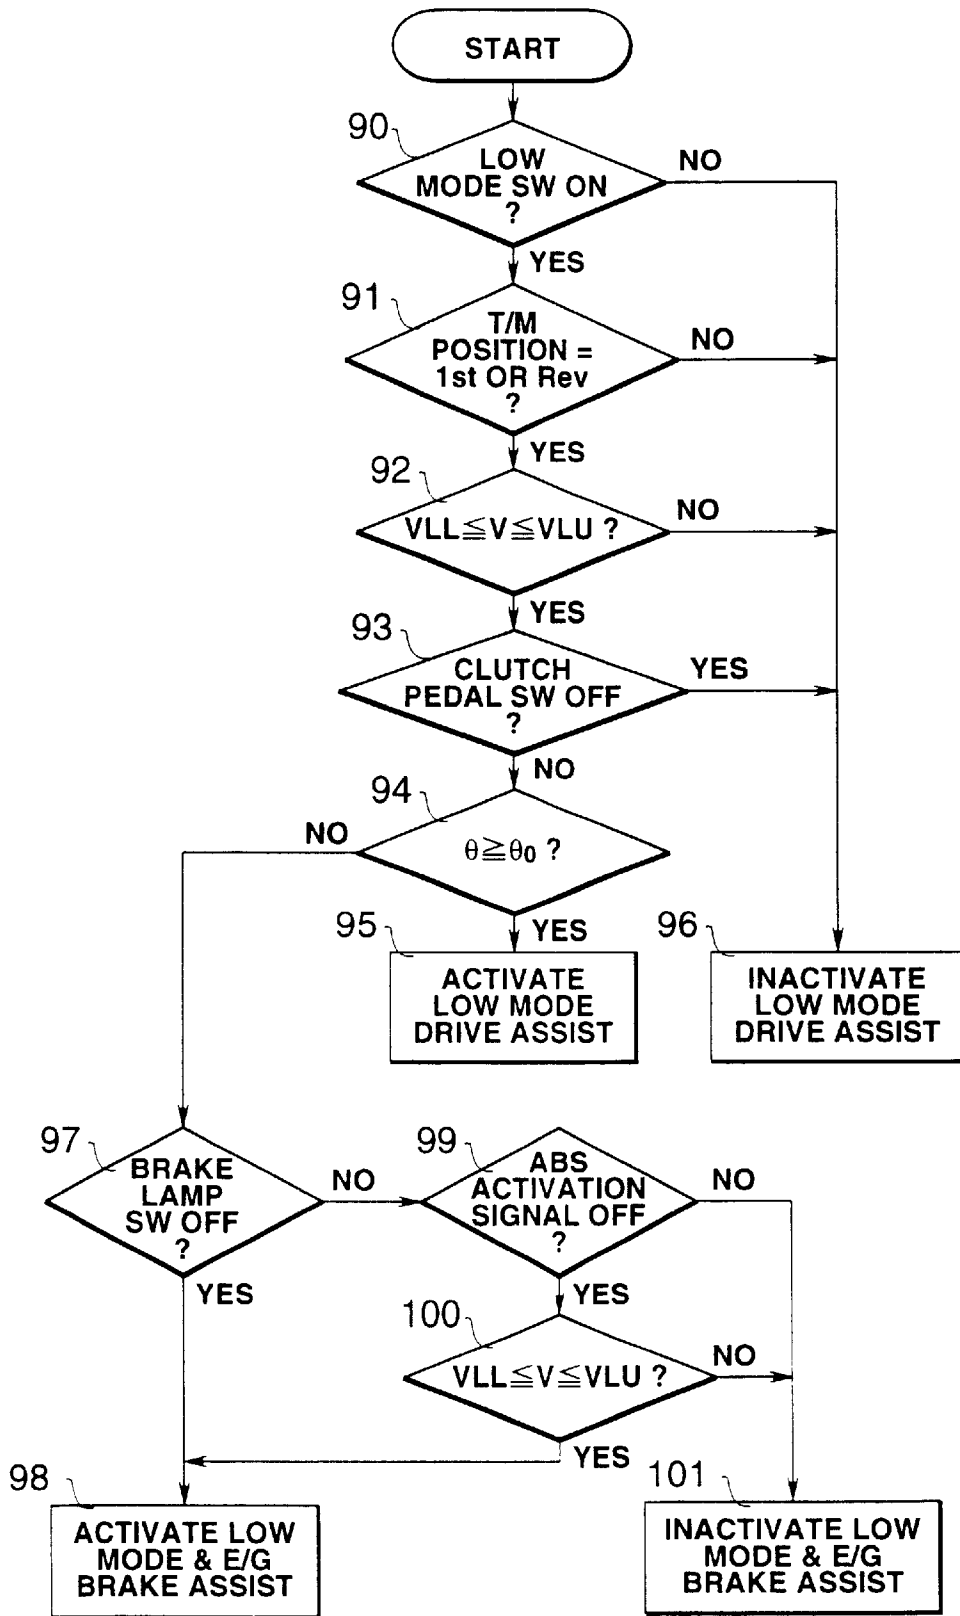 START
90
LOW
MODE SW ON
?
NO
YES
91
T/M
POSITION =
1st OR Rev
?
NO
YES
92
VLL≦V≦VLU ?
NO
YES
93
CLUTCH
PEDAL SW OFF
?
YES
NO
94
θ≧θ0 ?
NO
YES
95
ACTIVATE
LOW MODE
DRIVE ASSIST
96
INACTIVATE
LOW MODE
DRIVE ASSIST
97
BRAKE
LAMP
SW OFF
?
NO
YES
99
ABS
ACTIVATION
SIGNAL OFF
?
NO
YES
100
VLL≦V≦VLU ?
NO
YES
98
ACTIVATE LOW
MODE & E/G
BRAKE ASSIST
101
INACTIVATE LOW
MODE & E/G
BRAKE ASSIST